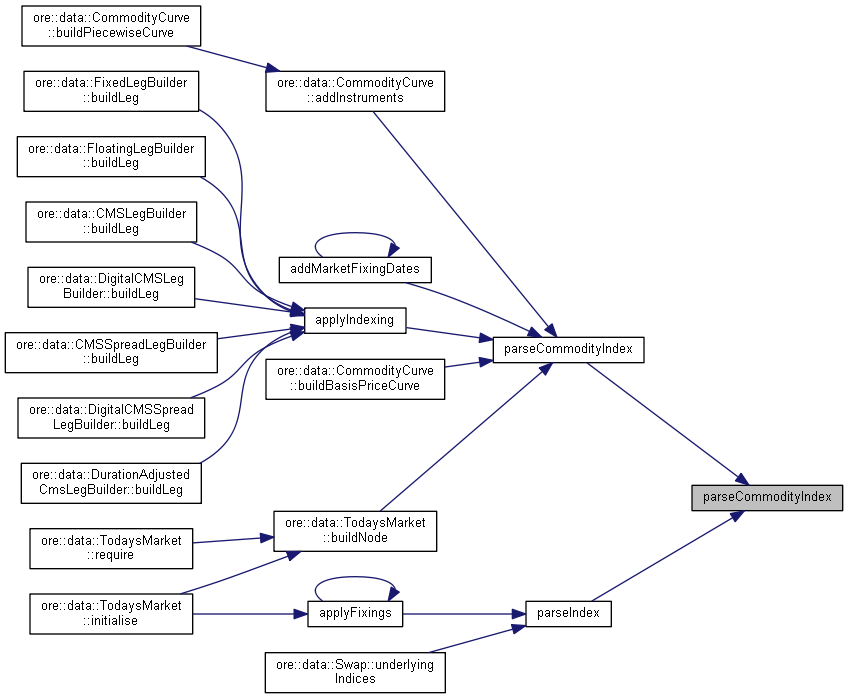 ore::data::CommodityCurve
::buildPiecewiseCurve
ore::data::FixedLegBuilder
::buildLeg
ore::data::FloatingLegBuilder
::buildLeg
ore::data::CMSLegBuilder
::buildLeg
ore::data::DigitalCMSLeg
Builder::buildLeg
ore::data::CMSSpreadLegBuilder
::buildLeg
ore::data::DigitalCMSSpread
LegBuilder::buildLeg
ore::data::DurationAdjusted
CmsLegBuilder::buildLeg
ore::data::TodaysMarket
::require
ore::data::TodaysMarket
::initialise
ore::data::CommodityCurve
::addInstruments
addMarketFixingDates
applyIndexing
ore::data::CommodityCurve
::buildBasisPriceCurve
ore::data::TodaysMarket
::buildNode
applyFixings
ore::data::Swap::underlying
Indices
parseCommodityIndex
parseIndex
parseCommodityIndex